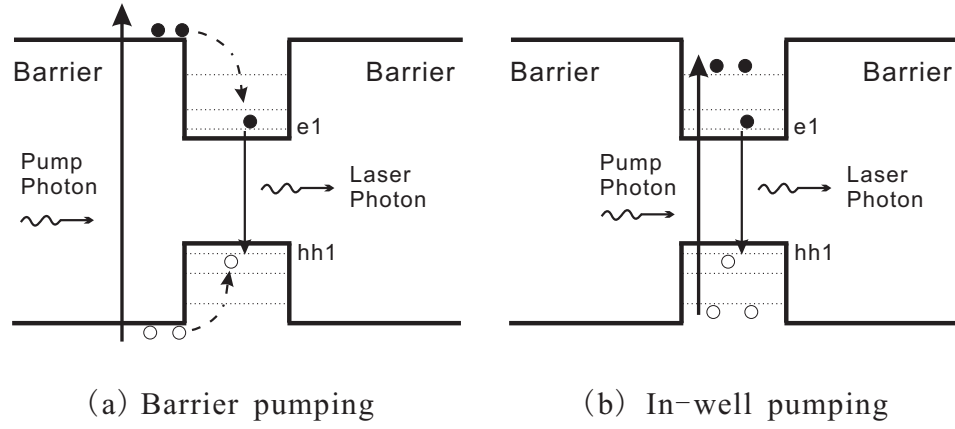 Barrier
Barrier
e1
Pump
Photon
Laser
Photon
hh1
(a) Barrier pumping
Barrier
Barrier
e1
Pump
Photon
Laser
Photon
hh1
(b) In-well pumping